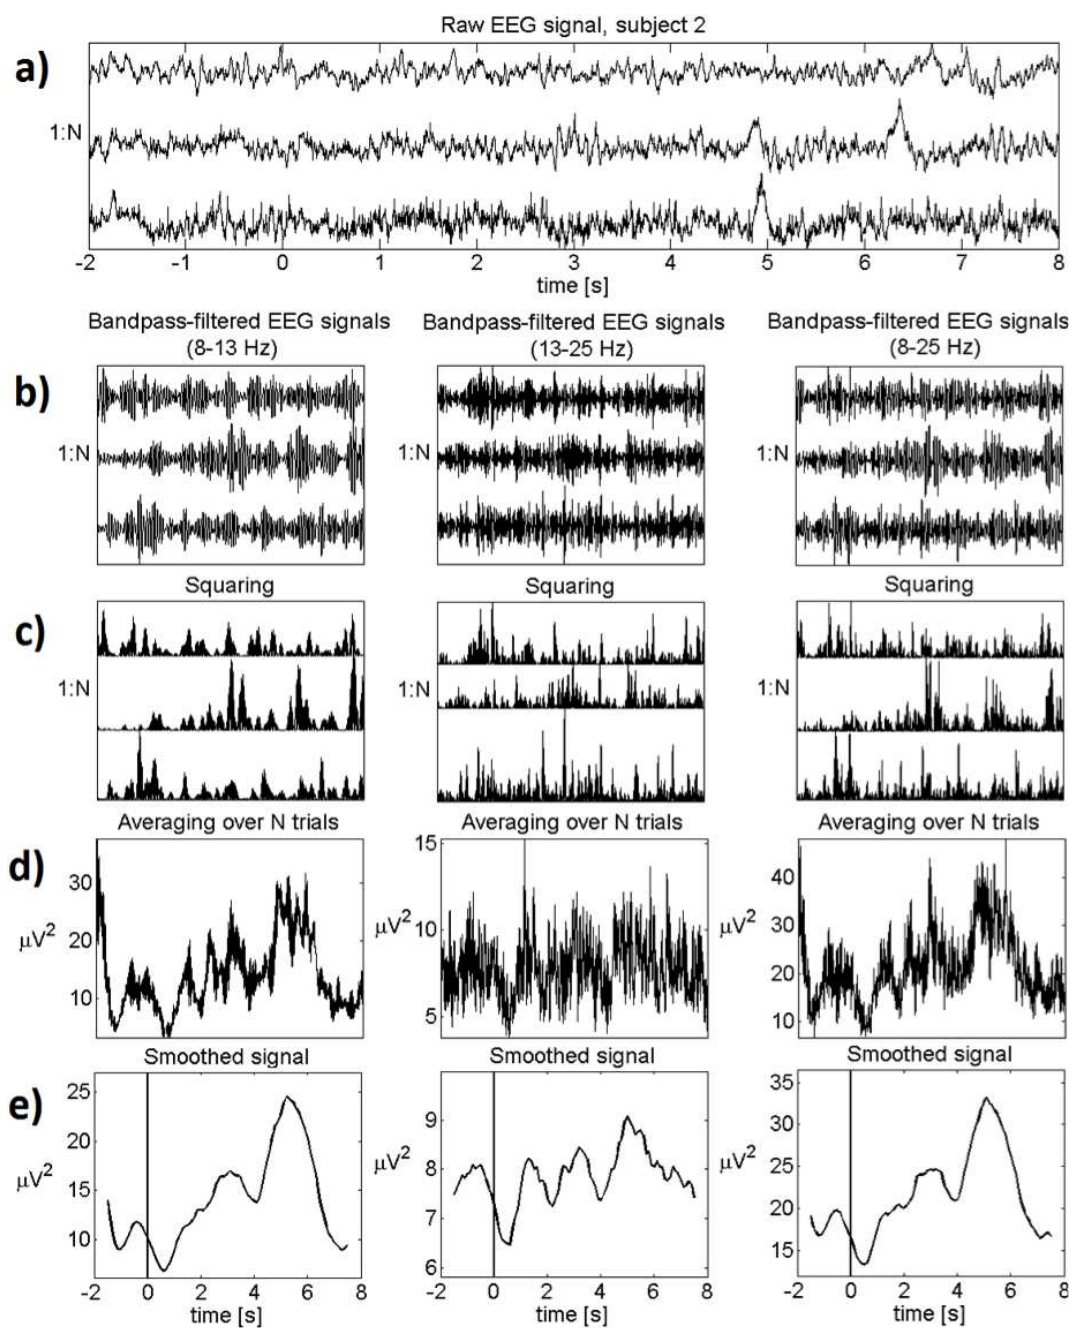 Raw EEG signal, subject 2
a)
1:N
-2 -1 0 1 2 3 4 5 6 7 8
time [s]
Bandpass-filtered EEG signals (8-13 Hz)
Bandpass-filtered EEG signals (13-25 Hz)
Bandpass-filtered EEG signals (8-25 Hz)
b)
1:N 1:N 1:N
Squaring Squaring Squaring
c)
1:N 1:N 1:N
Averaging over N trials Averaging over N trials Averaging over N trials
d)
μV²
30
20
10
μV²
15
10
5
μV²
40
30
20
10
Smoothed signal Smoothed signal Smoothed signal
e)
μV²
25
20
15
10
-2 0 2 4 6 8
time [s]
μV²
9
8
7
6
-2 0 2 4 6 8
time [s]
μV²
35
30
25
20
15
-2 0 2 4 6 8
time [s]